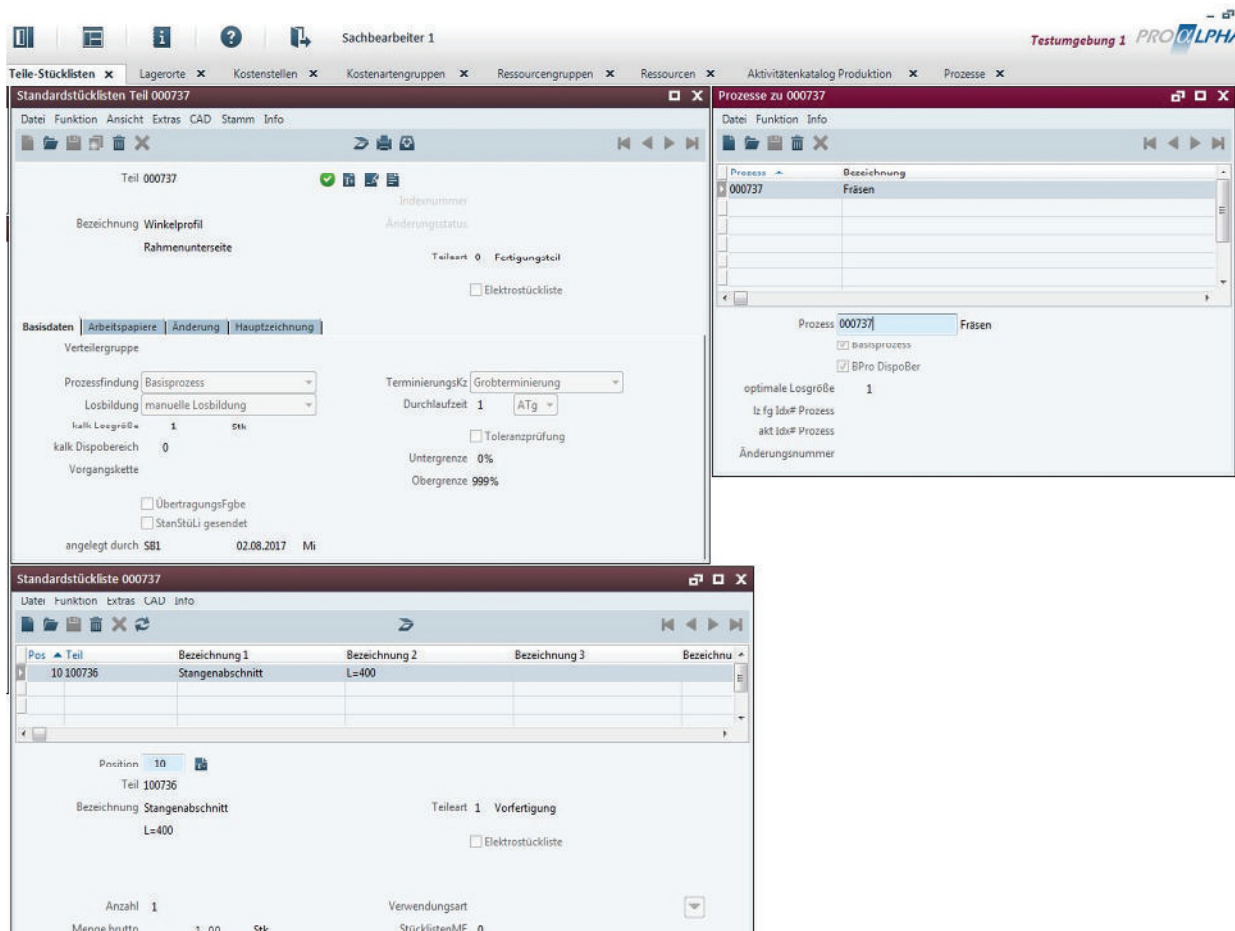 Sachbearbeiter 1
Testumgebung 1 PROαLPHA
Teile-Stücklisten x Lagerorte x Kostenstellen x Kostenartengruppen x Ressourcengruppen x Ressourcen x Aktivitätenkatalog Produktion x Prozesse x
Standardstücklisten Teil 000737
Datei Funktion Ansicht Extras CAD Stamm Info
Teil 000737
Indexnummer
Bezeichnung Winkelprofil
Änderungsstatus
Rahmenunterseite
Teileart 0 Fertigungsteil
Elektrostückliste
Basisdaten Arbeitspapiere Änderung Hauptzeichnung
Verteilergruppe
Prozessfindung Basisprozess
TerminierungsKz Grobterminierung
Losbildung manuelle Losbildung
Durchlaufzeit 1 ATg
kalk Losgröße 1 Stk
Toleranzprüfung
kalk Dispobereich 0
Untergrenze 0%
Vorgangskette
Obergrenze 999%
ÜbertragungsFgbe
StanStüLi gesendet
angelegt durch SB1 02.08.2017 Mi
Prozesse zu 000737
Datei Funktion Info
Prozess Bezeichnung
000737 Fräsen
Prozess 000737 Fräsen
Basisprozess
BPro DispoBer
optimale Losgröße 1
lz fg Idx# Prozess
akt Idx# Prozess
Änderungsnummer
Standardstückliste 000737
Datei Funktion Extras CAD Info
Pos Teil Bezeichnung 1 Bezeichnung 2 Bezeichnung 3 Bezeichnu
10 100736 Stangenabschnitt L=400
Position 10
Teil 100736
Bezeichnung Stangenabschnitt
Teileart 1 Vorfertigung
L=400
Elektrostückliste
Anzahl 1
Verwendungsart
Menge brutto 1,00 Stk
StücklistenME 0